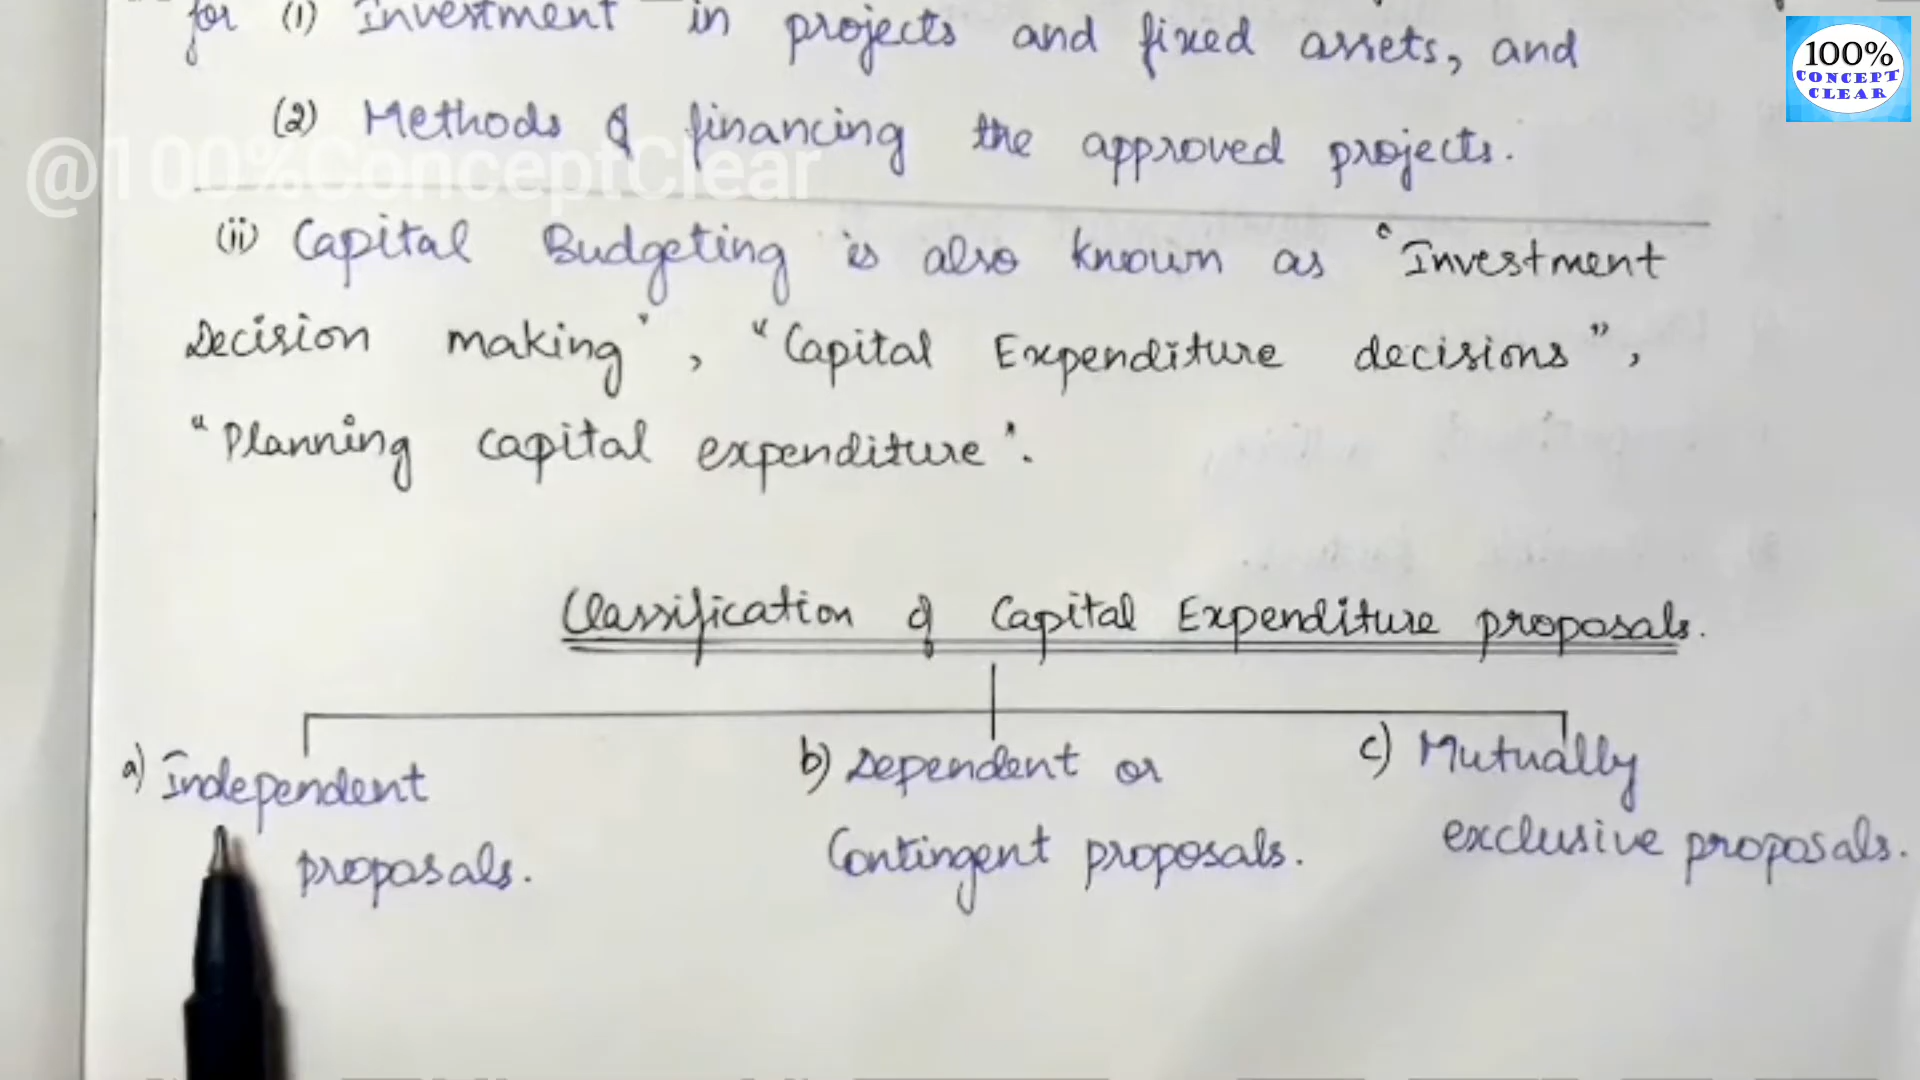 for (1) Investment in projects and fixed assets, and
(2) Methods of financing the approved projects.
@100%ConceptClear
(ii) Capital Budgeting is also known as "Investment
Decision making", "Capital Expenditure decisions",
"Planning capital expenditure".
Classification of Capital Expenditure proposals.
a) Independent proposals.
b) Dependent or Contingent proposals.
c) Mutually exclusive proposals.
100%
CONCEPT
CLEAR